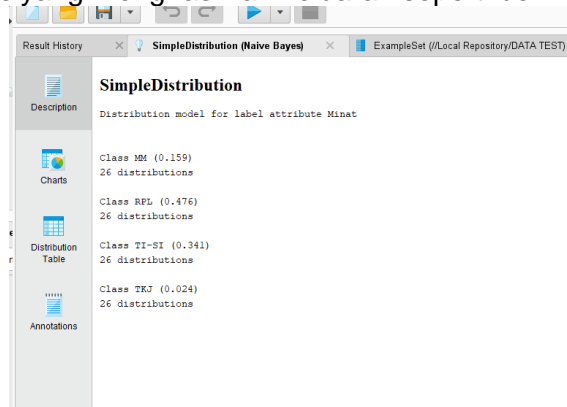 Result History
SimpleDistribution (Naive Bayes)
ExampleSet (//Local Repository/DATA TEST)
Description
Charts
Distribution
Table
Annotations
SimpleDistribution
Distribution model for label attribute Minat
Class MM (0.159)
26 distributions
Class RPL (0.476)
26 distributions
Class TI-SI (0.341)
26 distributions
Class TKJ (0.024)
26 distributions